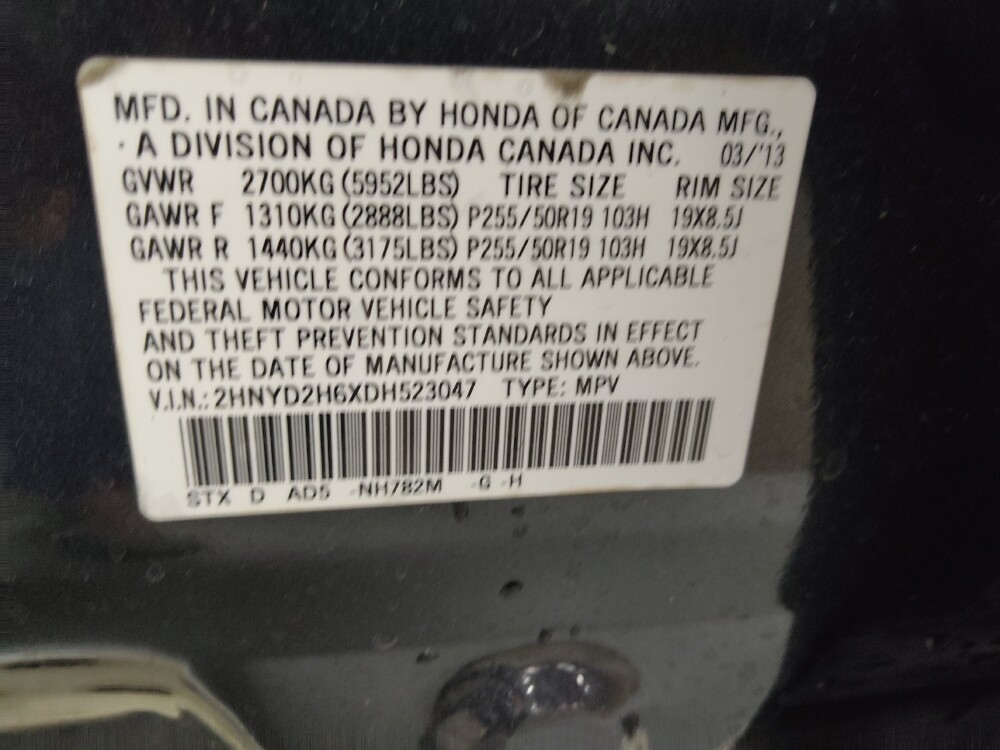 MFD. IN CANADA BY HONDA OF CANADA MFG.,
· A DIVISION OF HONDA CANADA INC. 03/'13
GVWR 2700KG (5952LBS) TIRE SIZE RIM SIZE
GAWR F 1310KG (2888LBS) P255/50R19 103H 19X8.5J
GAWR R 1440KG (3175LBS) P255/50R19 103H 19X8.5J
THIS VEHICLE CONFORMS TO ALL APPLICABLE
FEDERAL MOTOR VEHICLE SAFETY
AND THEFT PREVENTION STANDARDS IN EFFECT
ON THE DATE OF MANUFACTURE SHOWN ABOVE.
V.I.N.: 2HNYD2H6XDH523047 TYPE: MPV
STX D AD5 -NH782M -G -H